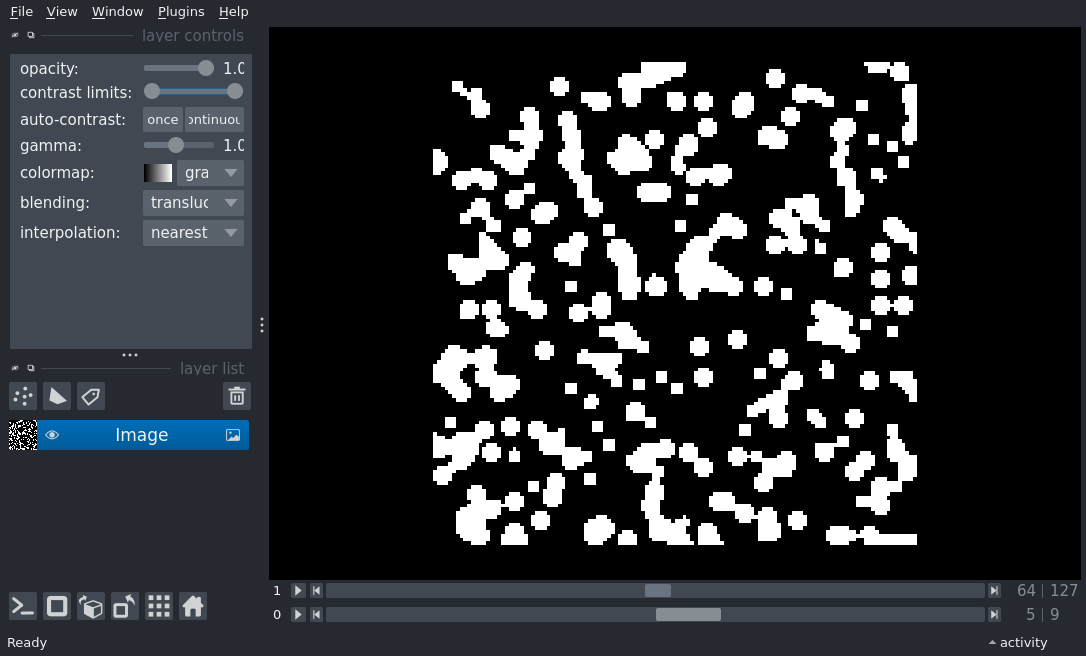 File View Window Plugins Help
layer controls
opacity: 1.0
contrast limits:
auto-contrast: once ontinuou
gamma: 1.0
colormap: gra
blending: transluc
interpolation: nearest
layer list
Image
1 64 | 127
0 5 | 9
Ready activity